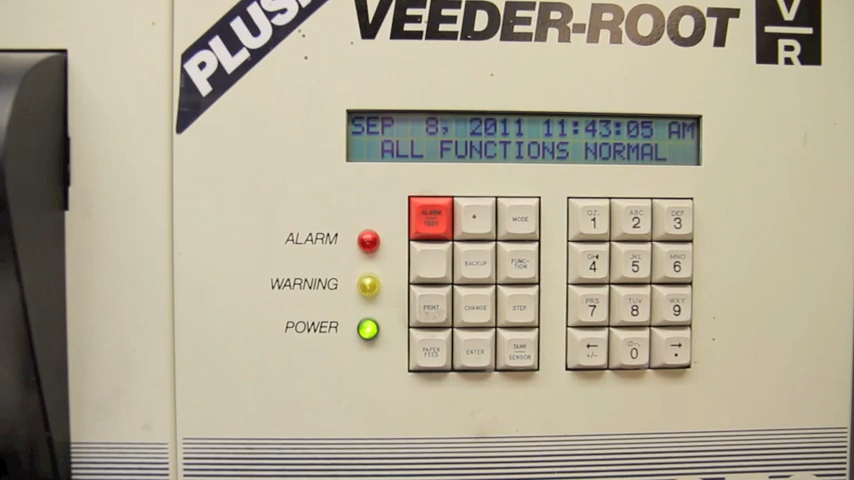 PLUS
VEEDER-ROOT
V
R
SEP 8, 2011 11:43:05 AM
ALL FUNCTIONS NORMAL
ALARM
WARNING
POWER
ALARM
TEST
MODE
BACKUP
FUNC-
TION
PRINT
CHANGE
STEP
PAPER
FEED
ENTER
TANK
SENSOR
QZ.
1
ABC
2
DEF
3
GHI
4
JKL
5
MNO
6
PRS
7
TUV
8
WXY
9
←
+/-
0
→
•